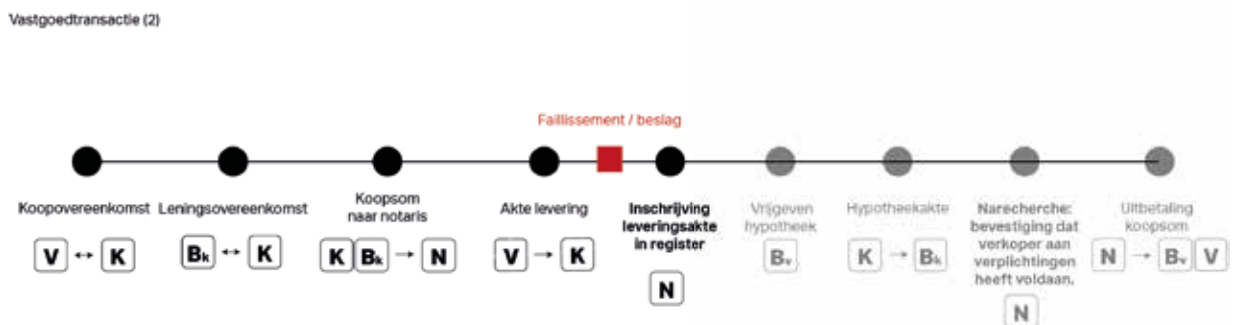 Vastgoedtransactie (2)
Faillissement / beslag
Koopovereenkomst
V ↔ K
Leningsovereenkomst
Bk ↔ K
Koopsom
naar notaris
K Bk → N
Akte levering
V → K
Inschrijving
leveringsakte
in register
N
Vrijgeven
hypotheek
Bv
Hypotheekakte
K → Bk
Narecherche:
bevestiging dat
verkoper aan
verplichtingen
heeft voldaan.
N
Uitbetaling
koopsom
N → Bv V